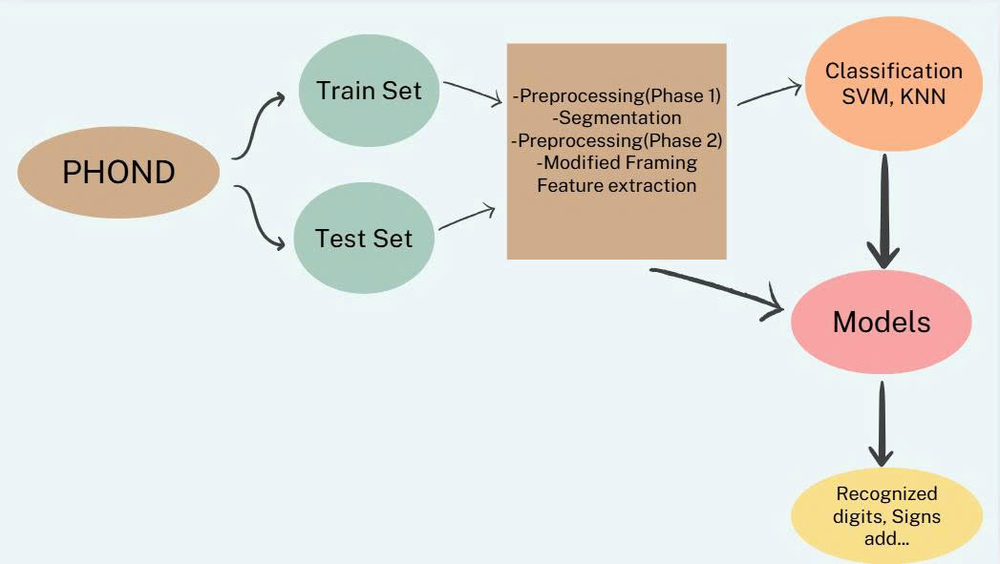 PHOND
Train Set
Test Set
-Preprocessing(Phase 1)
-Segmentation
-Preprocessing(Phase 2)
-Modified Framing
Feature extraction
Classification
SVM, KNN
Models
Recognized
digits, Signs
add...